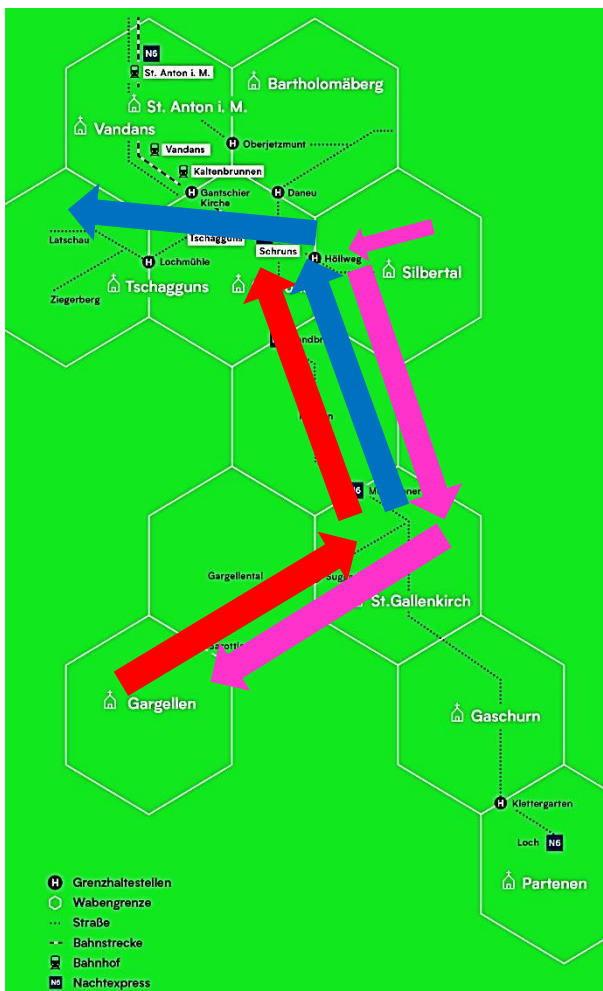 N6
St. Anton i. M.
Bartholomäberg
St. Anton i. M.
Vandans
Oberjetzmunt
Vandans
Kaltenbrunnen
Gantschier
Kirche
Daneu
Latschau
Tschagguns
Schruns
Höllweg
Lochmühle
Silbertal
Tschagguns
Ziegerberg
Gargellental
St.Gallenkirch
Gargellen
Gaschurn
Klettergarten
Loch N6
Partenen
H Grenzhaltestellen
Wabengrenze
Straße
Bahnstrecke
Bahnhof
N6 Nachtexpress